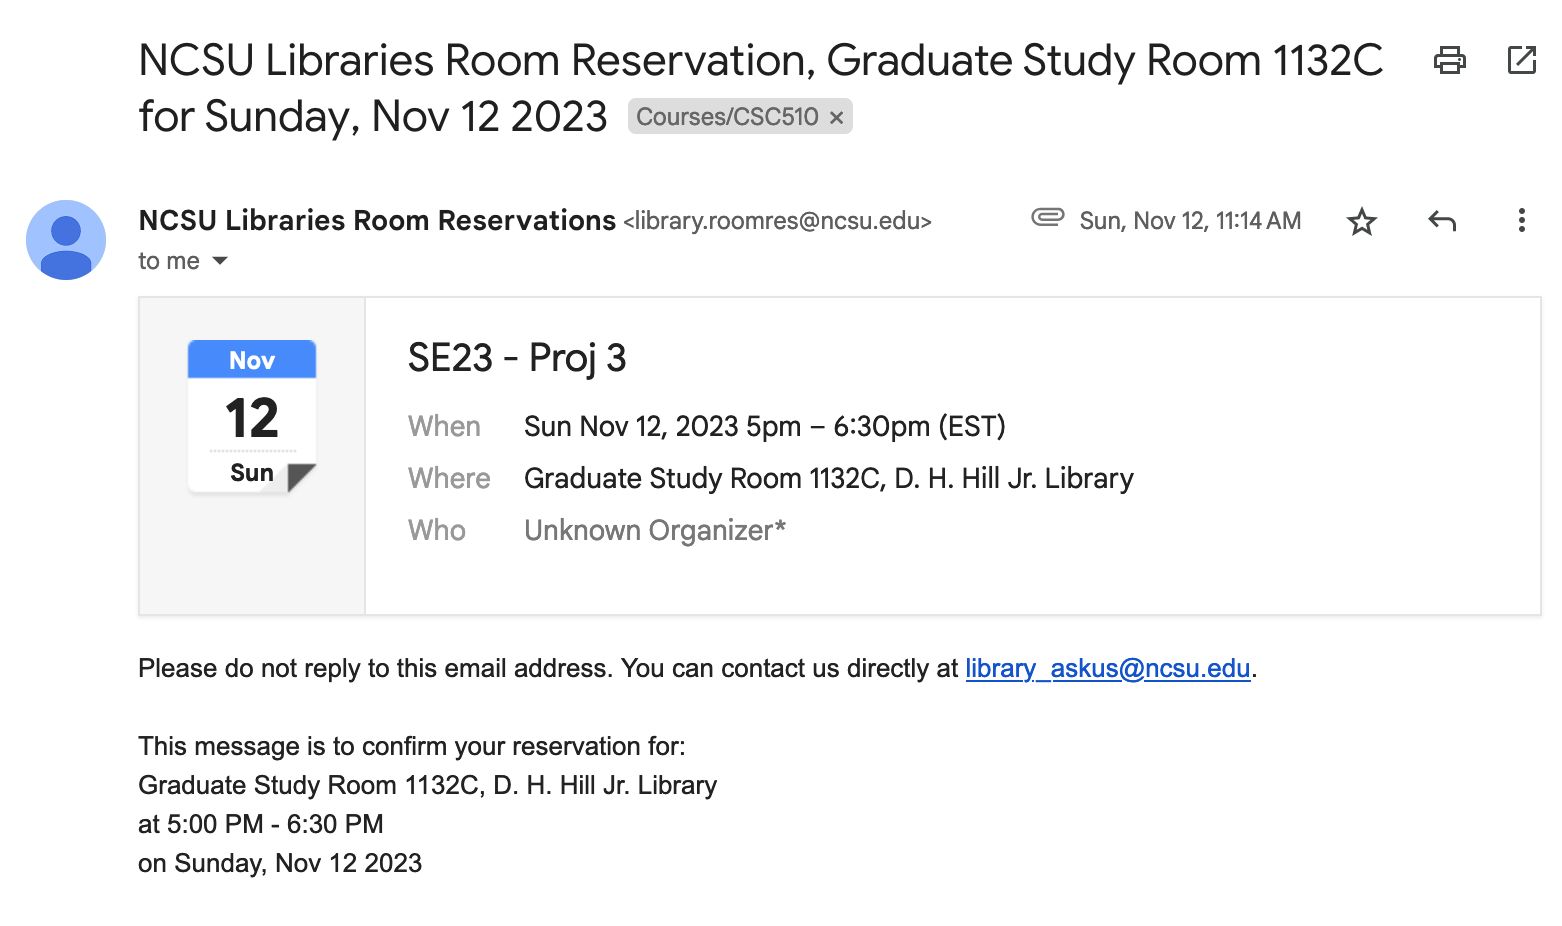 NCSU Libraries Room Reservation, Graduate Study Room 1132C
for Sunday, Nov 12 2023 Courses/CSC510 ×
NCSU Libraries Room Reservations <library.roomres@ncsu.edu> Sun, Nov 12, 11:14 AM
to me
Nov
12
Sun
SE23 - Proj 3
When Sun Nov 12, 2023 5pm – 6:30pm (EST)
Where Graduate Study Room 1132C, D. H. Hill Jr. Library
Who Unknown Organizer*
Please do not reply to this email address. You can contact us directly at library_askus@ncsu.edu.
This message is to confirm your reservation for:
Graduate Study Room 1132C, D. H. Hill Jr. Library
at 5:00 PM - 6:30 PM
on Sunday, Nov 12 2023